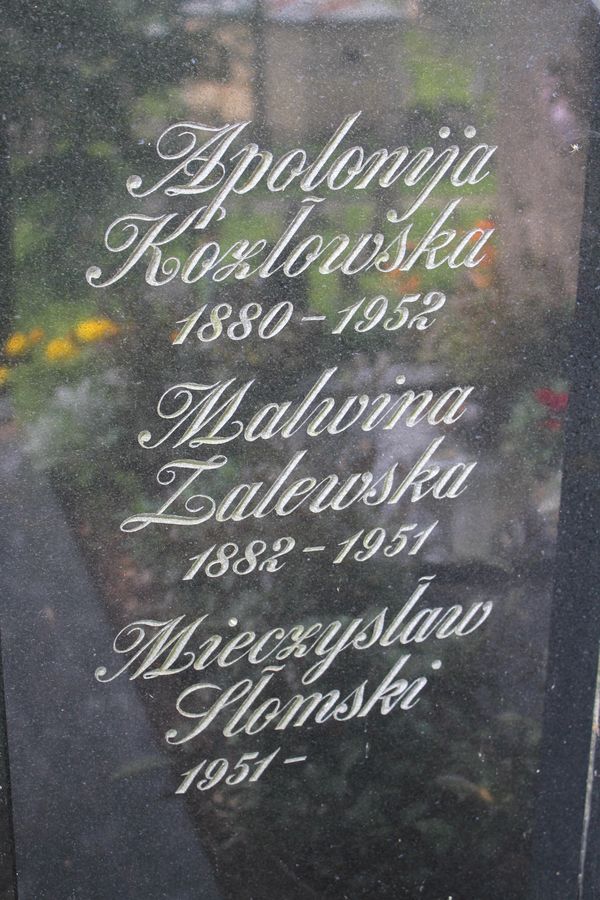 Apolonija
Kozłowska
1880 – 1952
Malwina
Zalewska
1882 – 1951
Mieczysław
Słomski
1951 –